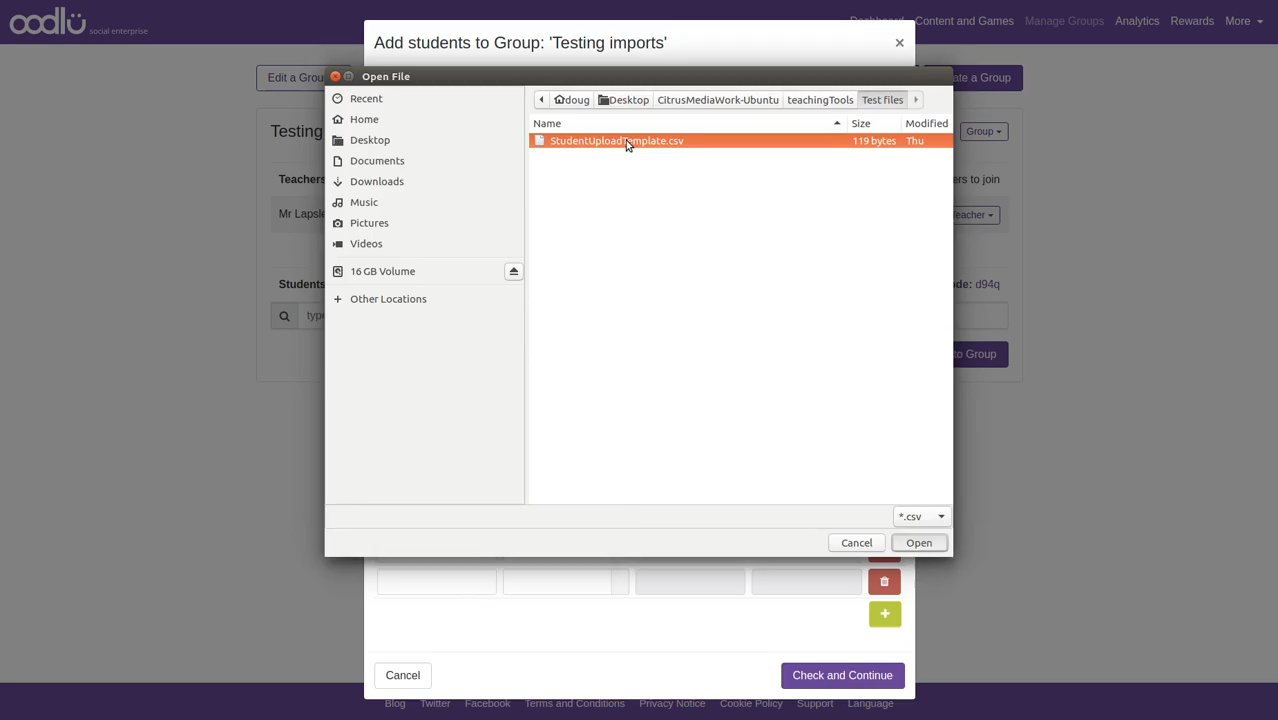 oodlū social enterprise
Dashboard Content and Games Manage Groups Analytics Rewards More
Add students to Group: 'Testing imports' ×
Edit a Grou
ate a Group
Open File
Recent
Home
Desktop
Documents
Downloads
Music
Pictures
Videos
16 GB Volume
Other Locations
doug Desktop CitrusMediaWork-Ubuntu teachingTools Test files
Name Size Modified
StudentUploadTemplate.csv 119 bytes Thu
*.csv
Cancel Open
Testing
Group
Teachers
ers to join
Mr Lapsle
eacher
Students
ode: d94q
type
to Group
+
Cancel Check and Continue
Blog Twitter Facebook Terms and Conditions Privacy Notice Cookie Policy Support Language